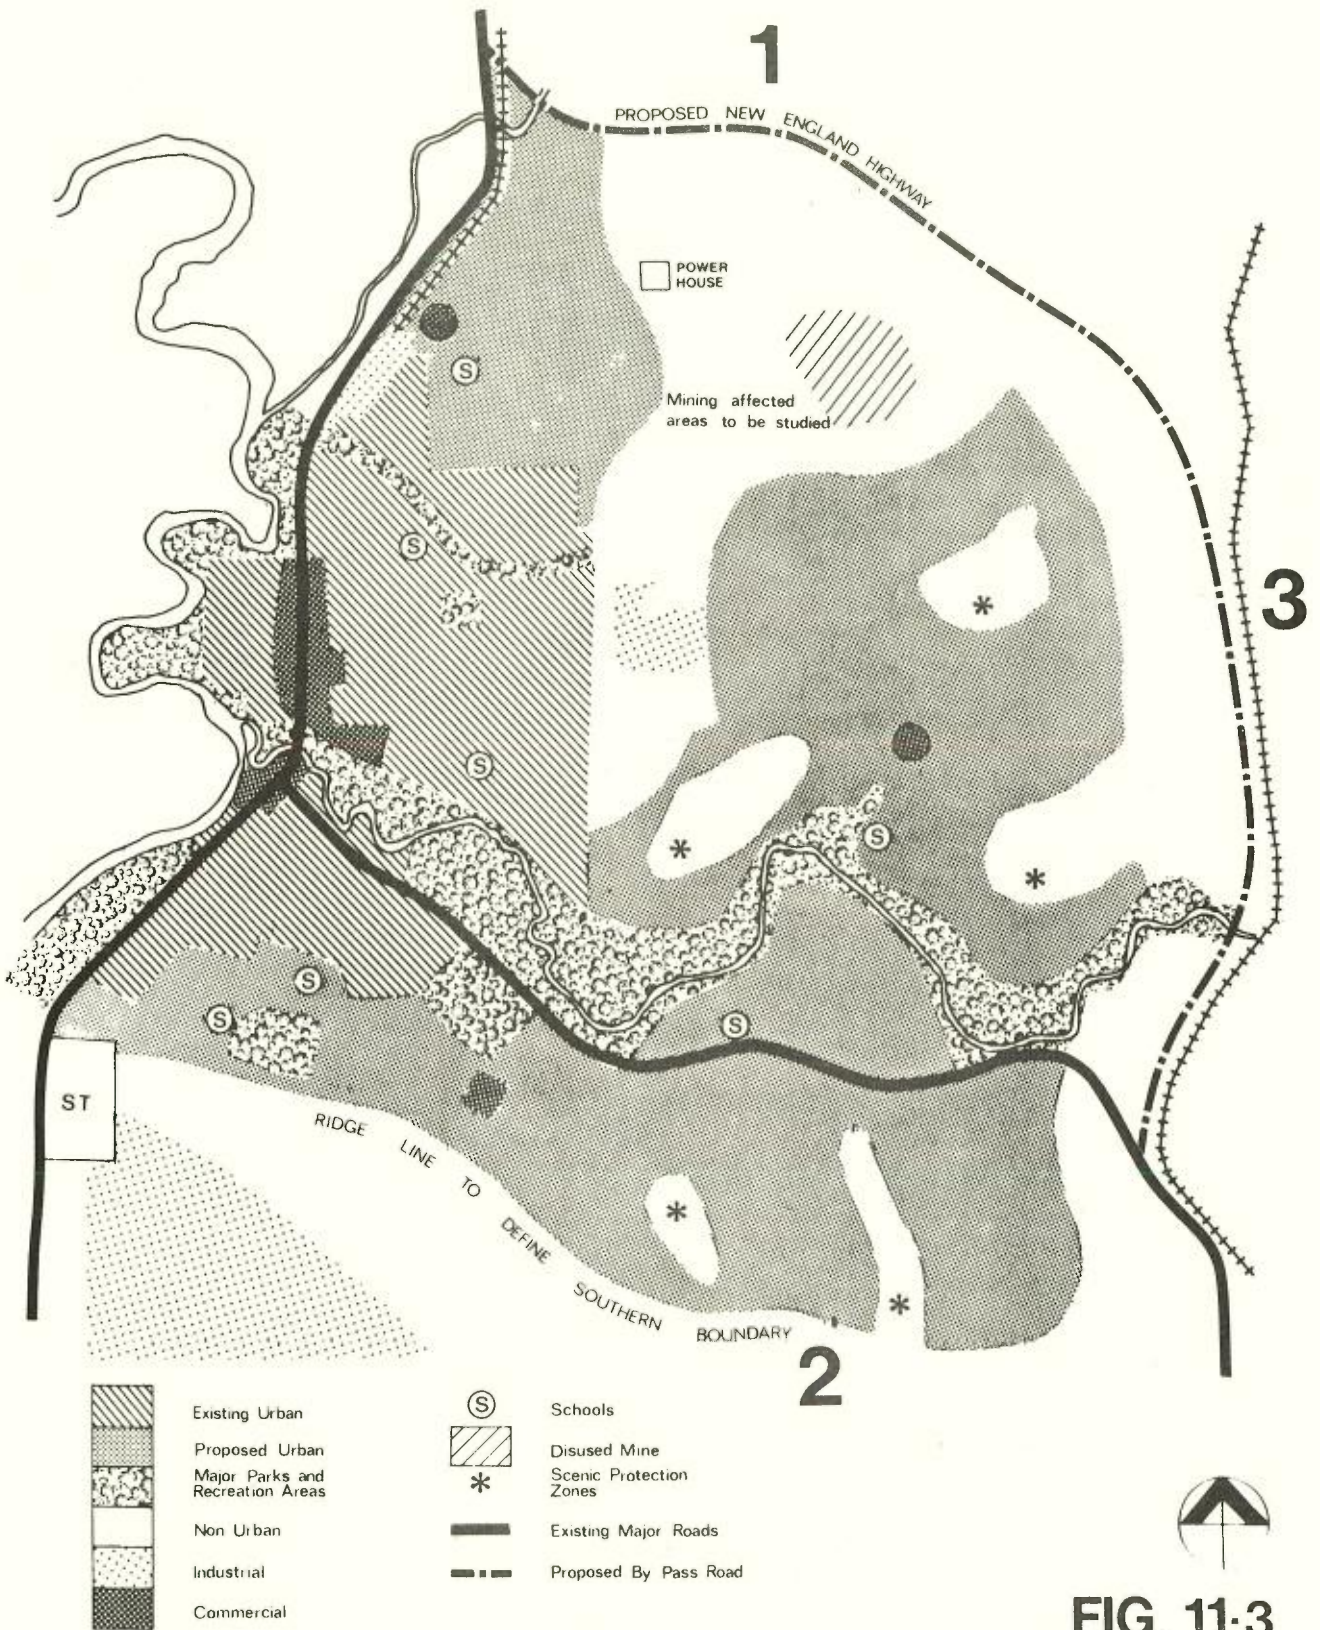 1
PROPOSED NEW ENGLAND HIGHWAY
POWER
HOUSE
Mining affected
areas to be studied
S
S
S
S
S
S
S
*
*
*
*
*
3
ST
RIDGE LINE TO DEFINE SOUTHERN BOUNDARY
2
Existing Urban
Proposed Urban
Major Parks and
Recreation Areas
Non Urban
Industrial
Commercial
S Schools
Disused Mine
* Scenic Protection
Zones
Existing Major Roads
Proposed By Pass Road
FIG. 11·3